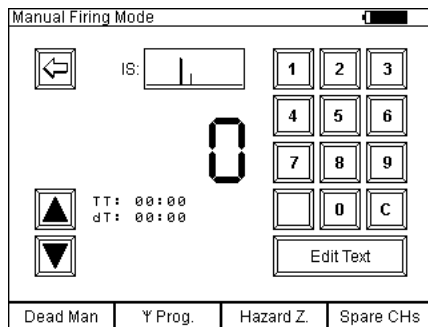 Manual Firing Mode
IS:
1 2 3
4 5 6
0
7 8 9
TT: 00:00
dT: 00:00
0 C
Edit Text
Dead Man Ψ Prog. Hazard Z. Spare CHs